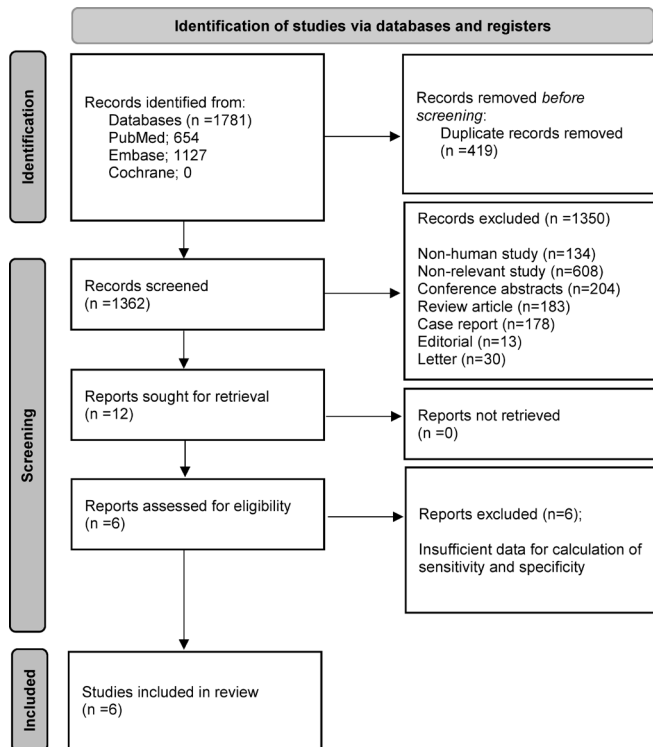 Identification of studies via databases and registers
Identification
Records identified from:
Databases (n =1781)
PubMed; 654
Embase; 1127
Cochrane; 0
Records removed before
screening:
Duplicate records removed
(n =419)
Screening
Records screened
(n =1362)
Records excluded (n =1350)
Non-human study (n=134)
Non-relevant study (n=608)
Conference abstracts (n=204)
Review article (n=183)
Case report (n=178)
Editorial (n=13)
Letter (n=30)
Reports sought for retrieval
(n =12)
Reports not retrieved
(n =0)
Reports assessed for eligibility
(n =6)
Reports excluded (n=6);
Insufficient data for calculation of
sensitivity and specificity
Included
Studies included in review
(n =6)